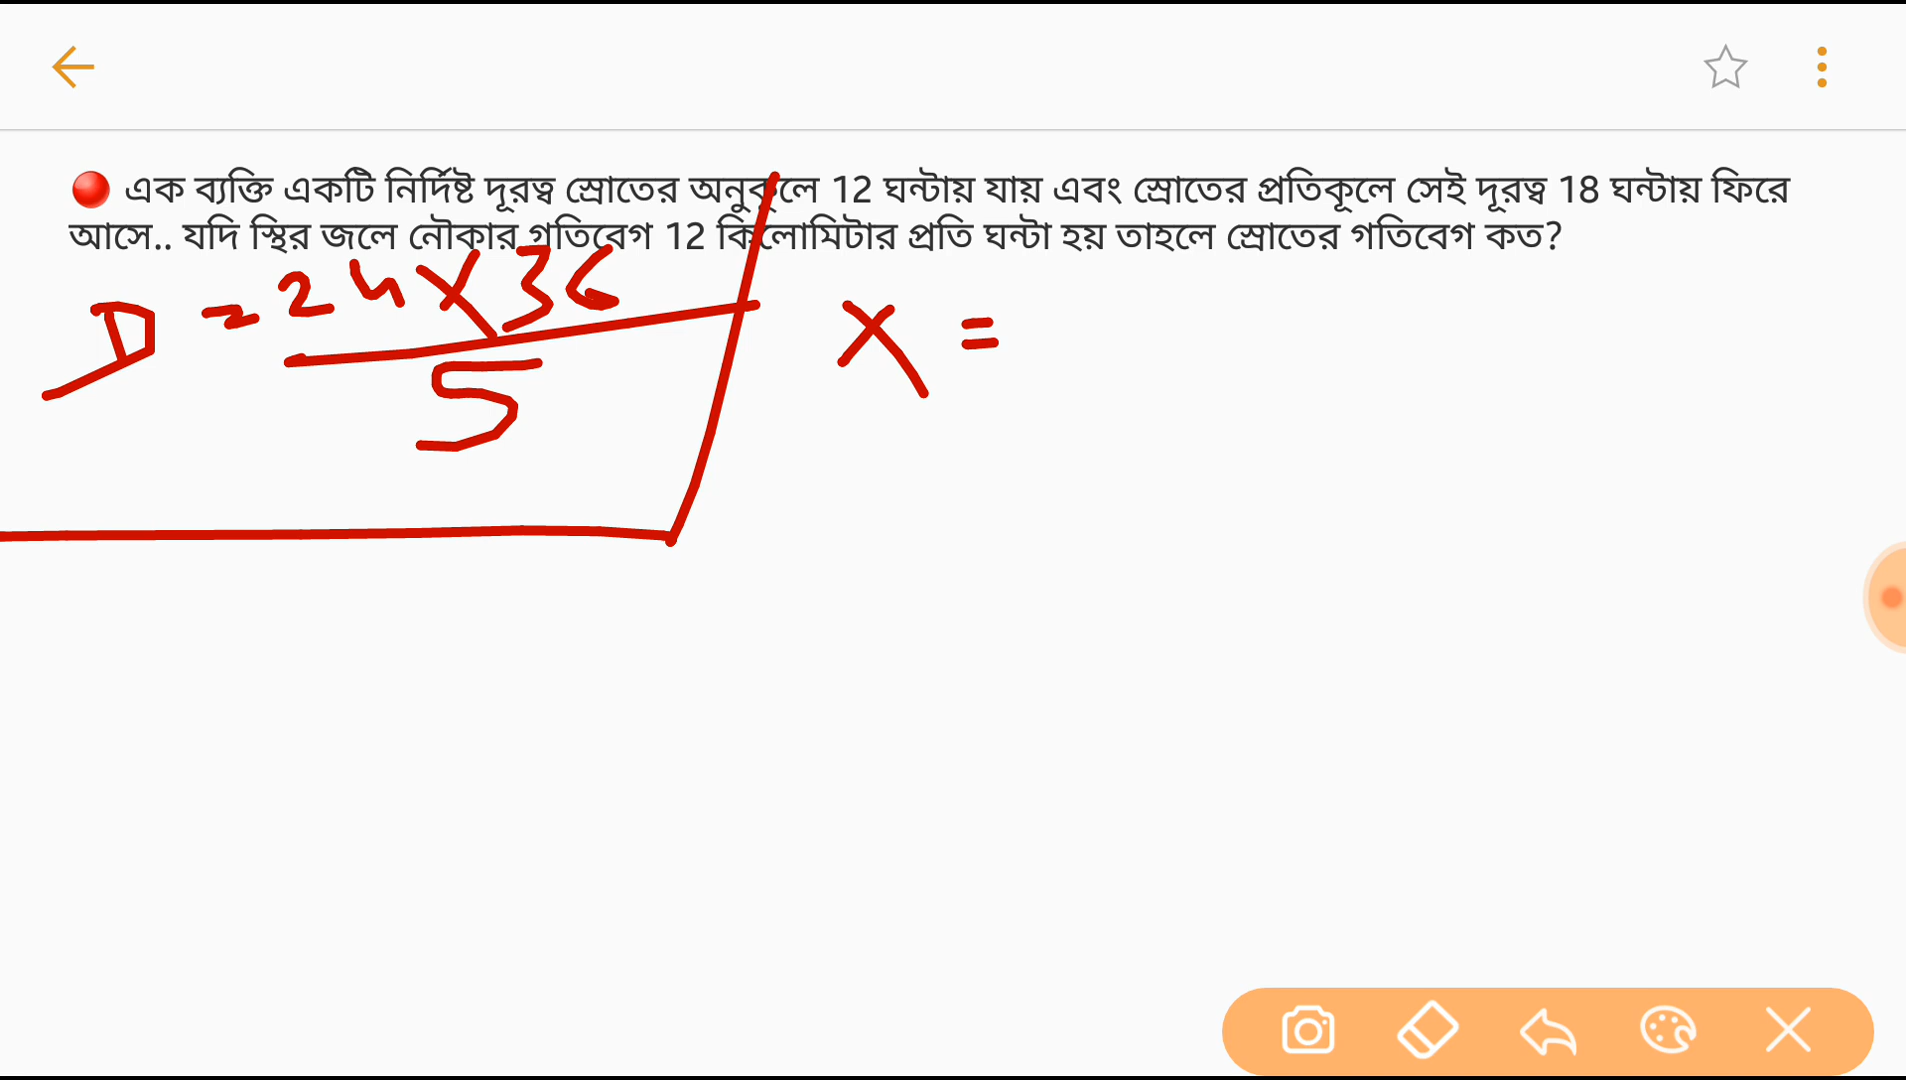 এক ব্যক্তি একটি নির্দিষ্ট দূরত্ব স্রোতের অনুকূলে 12 ঘন্টায় যায় এবং স্রোতের প্রতিকূলে সেই দূরত্ব 18 ঘন্টায় ফিরে
আসে.. যদি স্থির জলে নৌকার গতিবেগ 12 কিলোমিটার প্রতি ঘন্টা হয় তাহলে স্রোতের গতিবেগ কত?
D = 24 X 36
5
X =